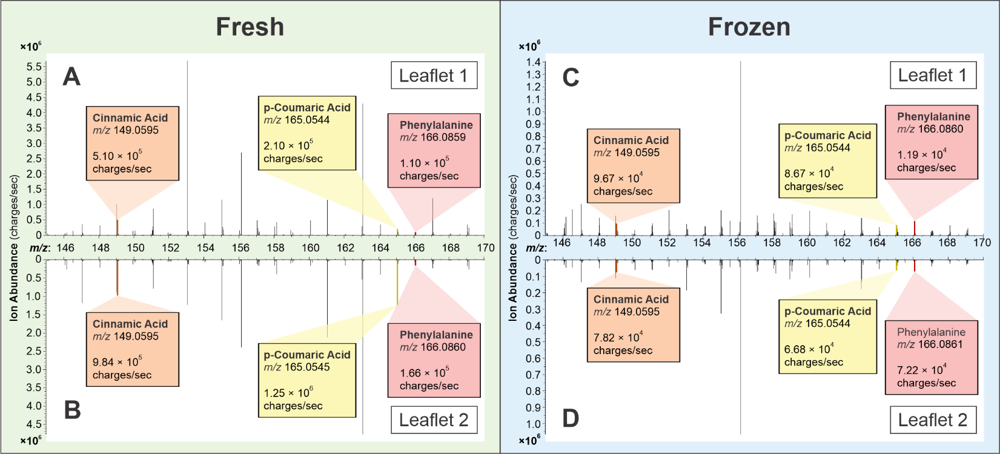 Fresh
×10⁶
5.5
5.0
4.5
4.0
3.5
3.0
2.5
2.0
1.5
1.0
0.5
0
A
Leaflet 1
Cinnamic Acid
m/z 149.0595
5.10 × 10⁵
charges/sec
p-Coumaric Acid
m/z 165.0544
2.10 × 10⁵
charges/sec
Phenylalanine
m/z 166.0859
1.10 × 10⁵
charges/sec
m/z: 146 148 150 152 154 156 158 160 162 164 166 168 170
Ion Abundance (charges/sec)
0
0.5
1.0
1.5
2.0
2.5
3.0
3.5
4.0
4.5
×10⁶
Cinnamic Acid
m/z 149.0595
9.84 × 10⁵
charges/sec
p-Coumaric Acid
m/z 165.0545
1.25 × 10⁶
charges/sec
Phenylalanine
m/z 166.0860
1.66 × 10⁵
charges/sec
B
Leaflet 2
Frozen
×10⁶
1.4
1.3
1.2
1.1
1.0
0.9
0.8
0.7
0.6
0.5
0.4
0.3
0.2
0.1
0
C
Leaflet 1
Cinnamic Acid
m/z 149.0595
9.67 × 10⁴
charges/sec
p-Coumaric Acid
m/z 165.0544
8.67 × 10⁴
charges/sec
Phenylalanine
m/z 166.0860
1.19 × 10⁴
charges/sec
m/z: 146 148 150 152 154 156 158 160 162 164 166 168 170
Ion Abundance (charges/sec)
0
0.1
0.2
0.3
0.4
0.5
0.6
0.7
0.8
0.9
1.0
×10⁶
Cinnamic Acid
m/z 149.0595
7.82 × 10⁴
charges/sec
p-Coumaric Acid
m/z 165.0544
6.68 × 10⁴
charges/sec
Phenylalanine
m/z 166.0861
7.22 × 10⁴
charges/sec
D
Leaflet 2